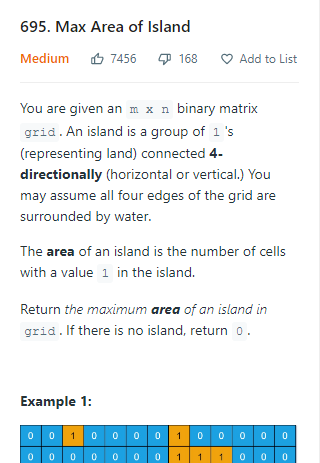 695. Max Area of Island
Medium 7456 168 Add to List
You are given an m x n binary matrix
grid. An island is a group of 1 's
(representing land) connected 4-
directionally (horizontal or vertical.) You
may assume all four edges of the grid are
surrounded by water.
The area of an island is the number of cells
with a value 1 in the island.
Return the maximum area of an island in
grid. If there is no island, return 0.
Example 1:
0 0 1 0 0 0 0 1 0 0 0 0 0
0 0 0 0 0 0 0 1 1 1 0 0 0